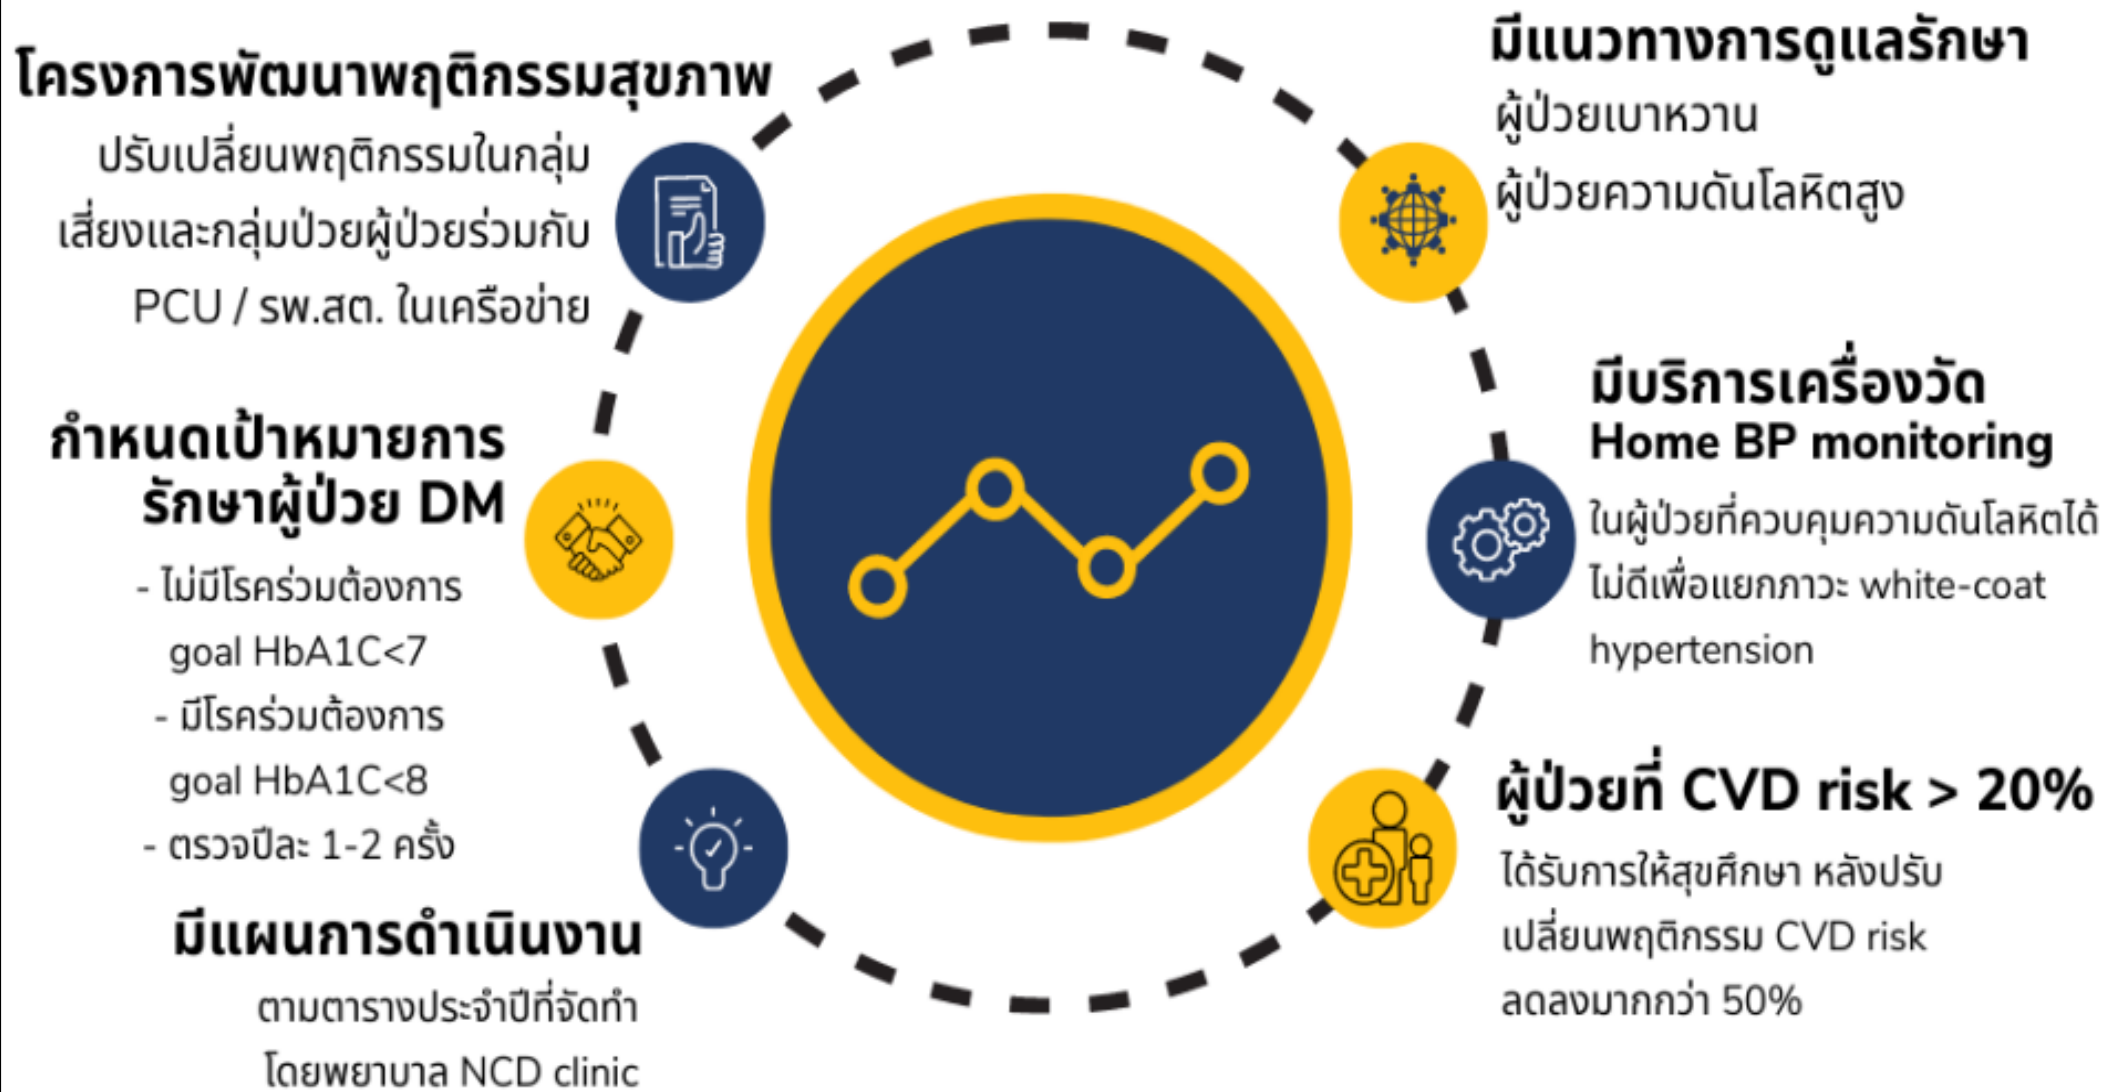 โครงการพัฒนาพฤติกรรมสุขภาพ
ปรับเปลี่ยนพฤติกรรมในกลุ่ม
เสี่ยงและกลุ่มป่วยผู้ป่วยร่วมกับ
PCU / รพ.สต. ในเครือข่าย
กำหนดเป้าหมายการ
รักษาผู้ป่วย DM
- ไม่มีโรคร่วมต้องการ
goal HbA1C<7
- มีโรคร่วมต้องการ
goal HbA1C<8
- ตรวจปีละ 1-2 ครั้ง
มีแผนการดำเนินงาน
ตามตารางประจำปีที่จัดทำ
โดยพยาบาล NCD clinic
มีแนวทางการดูแลรักษา
ผู้ป่วยเบาหวาน
ผู้ป่วยความดันโลหิตสูง
มีบริการเครื่องวัด
Home BP monitoring
ในผู้ป่วยที่ควบคุมความดันโลหิตได้
ไม่ดีเพื่อแยกภาวะ white-coat
hypertension
ผู้ป่วยที่ CVD risk > 20%
ได้รับการให้สุขศึกษา หลังปรับ
เปลี่ยนพฤติกรรม CVD risk
ลดลงมากกว่า 50%